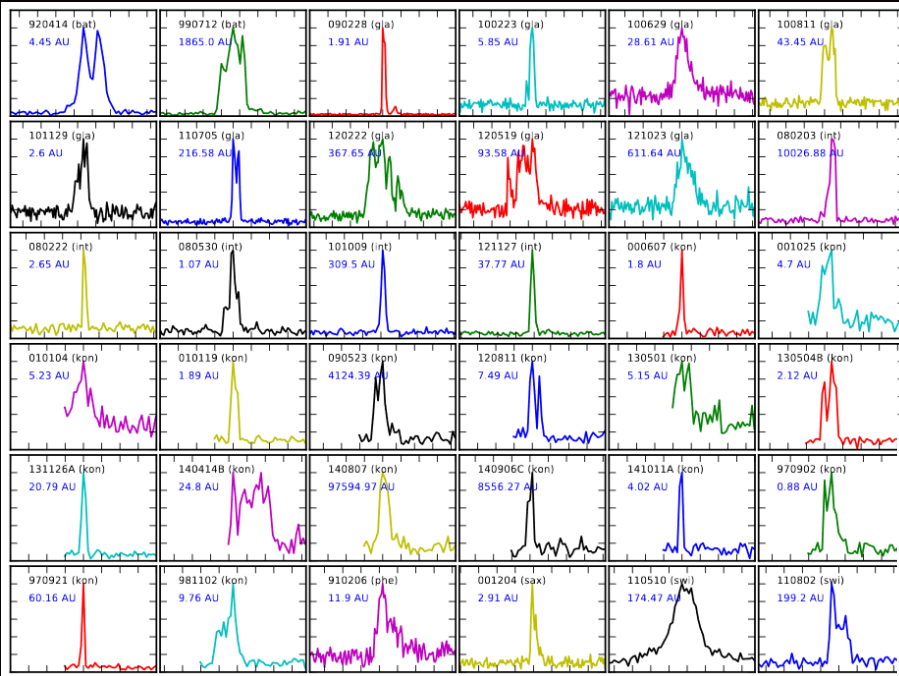 920414 (bat)
4.45 AU
990712 (bat)
1865.0 AU
090228 (gla)
1.91 AU
100223 (gla)
5.85 AU
100629 (gla)
28.61 AU
100811 (gla)
43.45 AU
101129 (gla)
2.6 AU
110705 (gla)
216.58 AU
120222 (gla)
367.65 AU
120519 (gla)
93.58 AU
121023 (gla)
611.64 AU
080203 (int)
10026.88 AU
080222 (int)
2.65 AU
080530 (int)
1.07 AU
101009 (int)
309.5 AU
121127 (int)
37.77 AU
000607 (kon)
1.8 AU
001025 (kon)
4.7 AU
010104 (kon)
5.23 AU
010119 (kon)
1.89 AU
090523 (kon)
4124.39 AU
120811 (kon)
7.49 AU
130501 (kon)
5.15 AU
130504B (kon)
2.12 AU
131126A (kon)
20.79 AU
140414B (kon)
24.8 AU
140807 (kon)
97594.97 AU
140906C (kon)
8556.27 AU
141011A (kon)
4.02 AU
970902 (kon)
0.88 AU
970921 (kon)
60.16 AU
981102 (kon)
9.76 AU
910206 (phe)
11.9 AU
001204 (sax)
2.91 AU
110510 (swi)
174.47 AU
110802 (swi)
199.2 AU